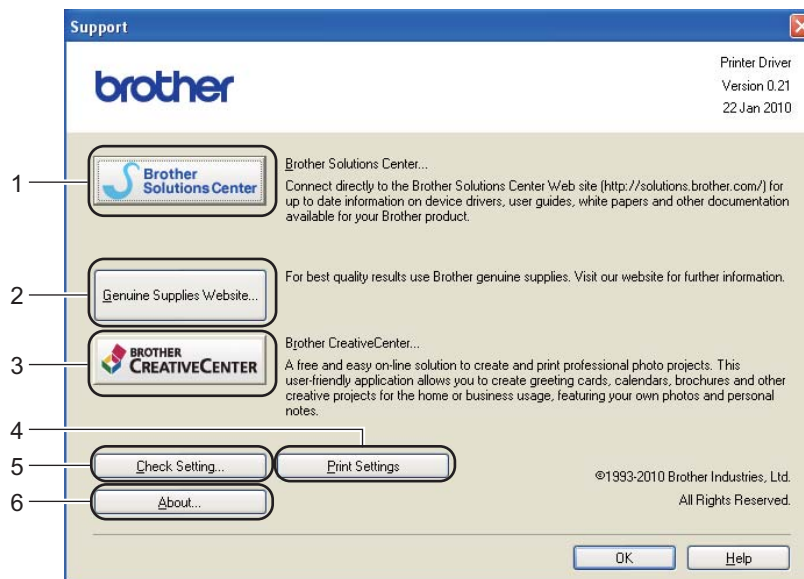 Support
brother
Printer Driver
Version 0.21
22 Jan 2010
1
Brother
Solutions Center
Brother Solutions Center...
Connect directly to the Brother Solutions Center Web site (http://solutions.brother.com/) for
up to date information on device drivers, user guides, white papers and other documentation
available for your Brother product.
2
Genuine Supplies Website...
For best quality results use Brother genuine supplies. Visit our website for further information.
3
BROTHER
CREATIVECENTER
Brother CreativeCenter...
A free and easy on-line solution to create and print professional photo projects. This
user-friendly application allows you to create greeting cards, calendars, brochures and other
creative projects for the home or business usage, featuring your own photos and personal
notes.
4
5
Check Setting...
Print Settings
6
About...
©1993-2010 Brother Industries, Ltd.
All Rights Reserved.
OK
Help